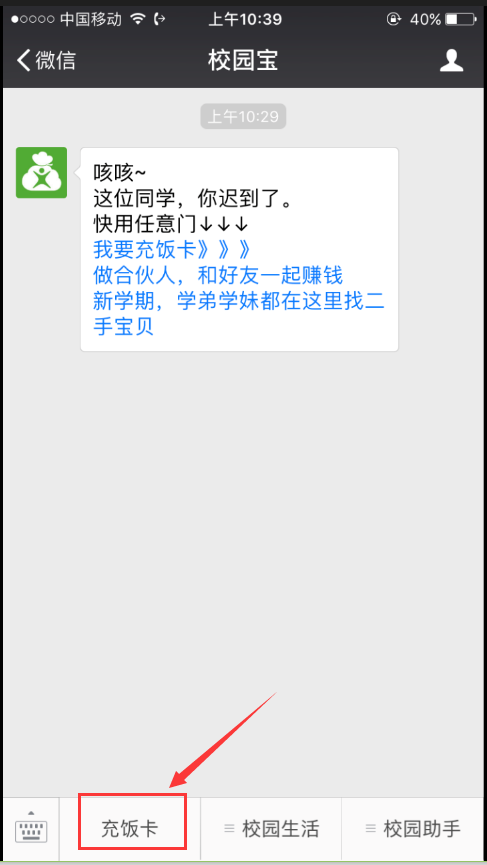 中国移动
上午10:39
40%
微信
校园宝
上午10:29
咳咳~
这位同学，你迟到了。
快用任意门↓↓↓
我要充饭卡》》》
做合伙人，和好友一起赚钱
新学期，学弟学妹都在这里找二
手宝贝
充饭卡
校园生活
校园助手